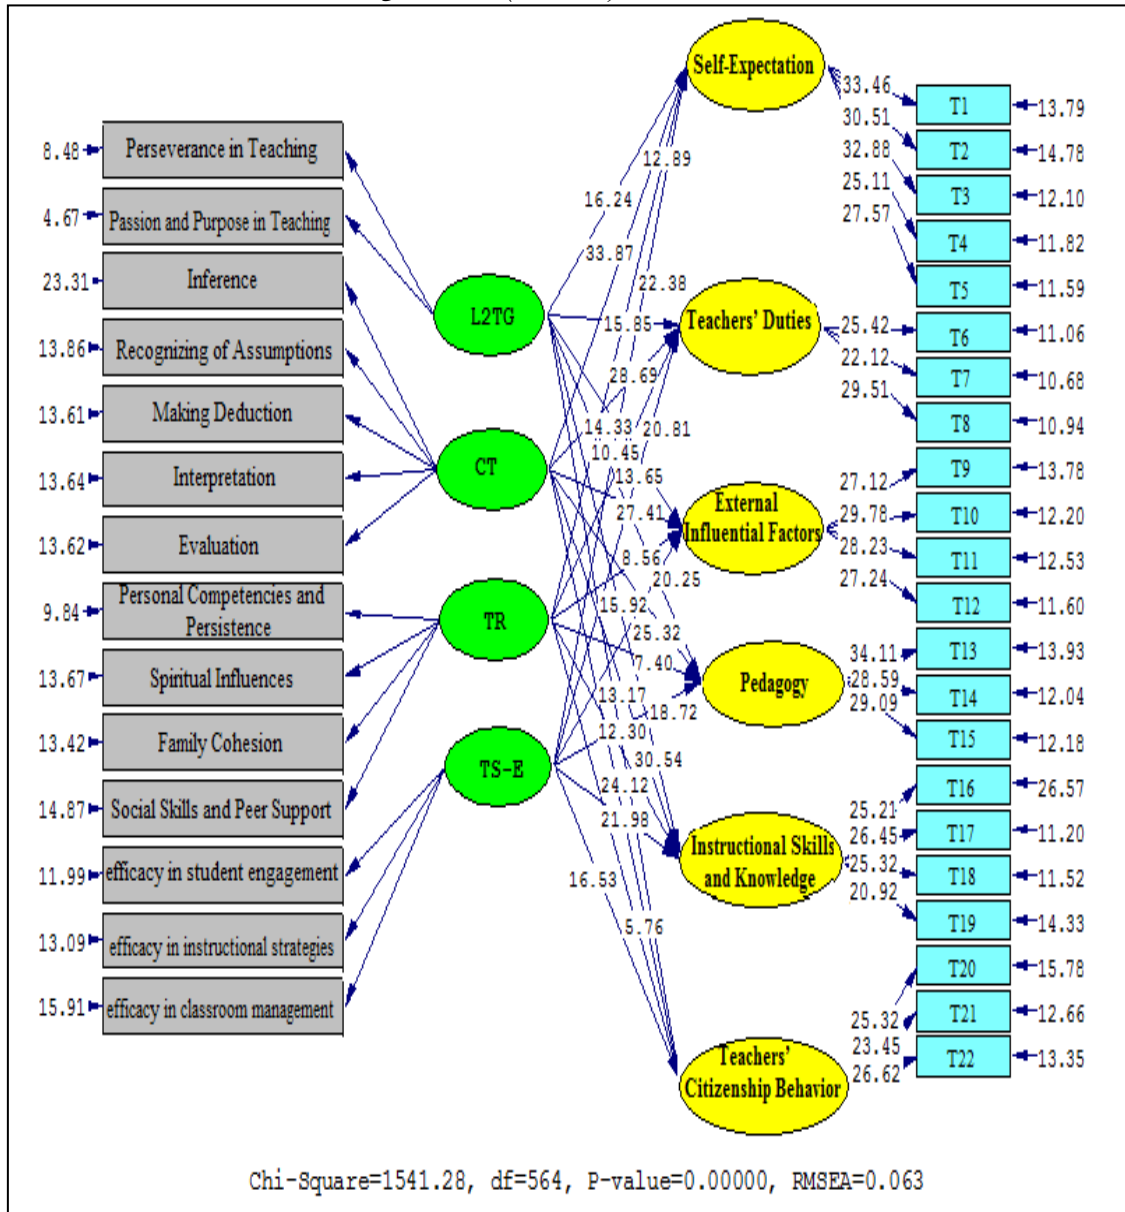 Self-Expectation
33.46
T1
13.79
30.51
8.48
Perseverance in Teaching
12.89
32.88
T2
14.78
25.11
T3
12.10
16.24
27.57
4.67
Passion and Purpose in Teaching
33.87
T4
11.82
23.31
Inference
22.38
T5
11.59
L2TG
15.85
Teachers' Duties
25.42
T6
11.06
13.86
Recognizing of Assumptions
22.12
28.69
T7
10.68
29.51
13.61
Making Deduction
14.33
20.81
T8
10.94
10.45
CT
13.65
27.12
T9
13.78
13.64
Interpretation
27.41
External
Influential Factors
29.78
T10
12.20
13.62
Evaluation
8.56
28.23
T11
12.53
20.25
27.24
9.84
Personal Competencies and
Persistence
15.92
T12
11.60
TR
25.32
34.11
T13
13.93
7.40
28.59
13.67
Spiritual Influences
13.17
Pedagogy
T14
12.04
18.72
29.09
13.42
Family Cohesion
12.30
T15
12.18
TS-E
30.54
T16
26.57
14.87
Social Skills and Peer Support
24.12
25.21
21.98
26.45
T17
11.20
11.99
efficacy in student engagement
Instructional Skills
and Knowledge
25.32
T18
11.52
16.53
20.92
13.09
efficacy in instructional strategies
5.76
T19
14.33
T20
15.78
15.91
efficacy in classroom management
25.32
T21
12.66
23.45
Teachers'
Citizenship Behavior
26.62
T22
13.35
Chi-Square=1541.28, df=564, P-value=0.00000, RMSEA=0.063